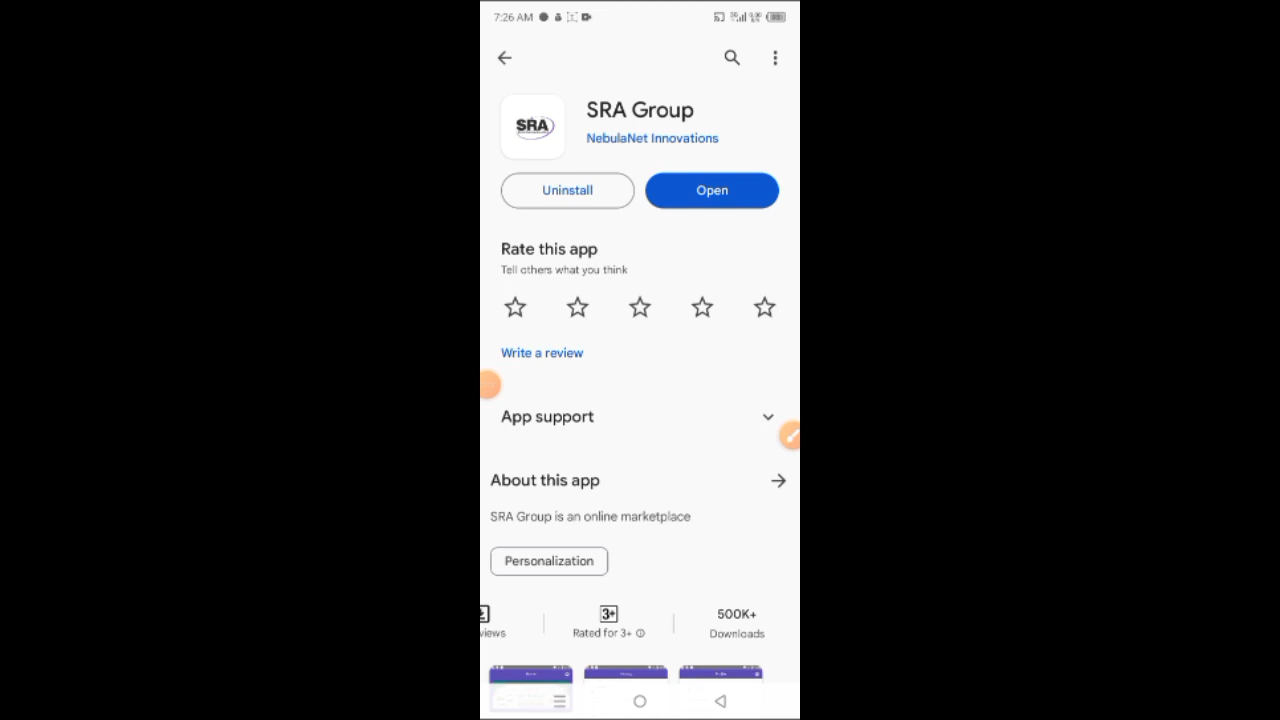 7:26 AM
SRA
SRA Group
NebulaNet Innovations
Uninstall
Open
Rate this app
Tell others what you think
Write a review
App support
About this app
SRA Group is an online marketplace
Personalization
3+
500K+
views
Rated for 3+
Downloads